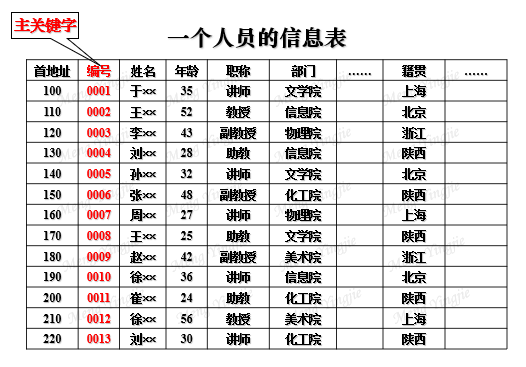 主关键字
一个人员的信息表
首地址 编号 姓名 年龄 职称 部门 …… 籍贯 ……
100 0001 于×× 35 讲师 文学院 上海
110 0002 王×× 52 教授 信息院 北京
120 0003 李×× 43 副教授 物理院 浙江
130 0004 刘×× 28 助教 信息院 陕西
140 0005 孙×× 32 讲师 文学院 北京
150 0006 张×× 48 副教授 化工院 陕西
160 0007 周×× 27 讲师 物理院 上海
170 0008 王×× 25 助教 文学院 陕西
180 0009 赵×× 42 副教授 美术院 浙江
190 0010 徐×× 36 讲师 信息院 北京
200 0011 崔×× 24 助教 化工院 陕西
210 0012 徐×× 56 教授 美术院 上海
220 0013 刘×× 30 讲师 化工院 陕西